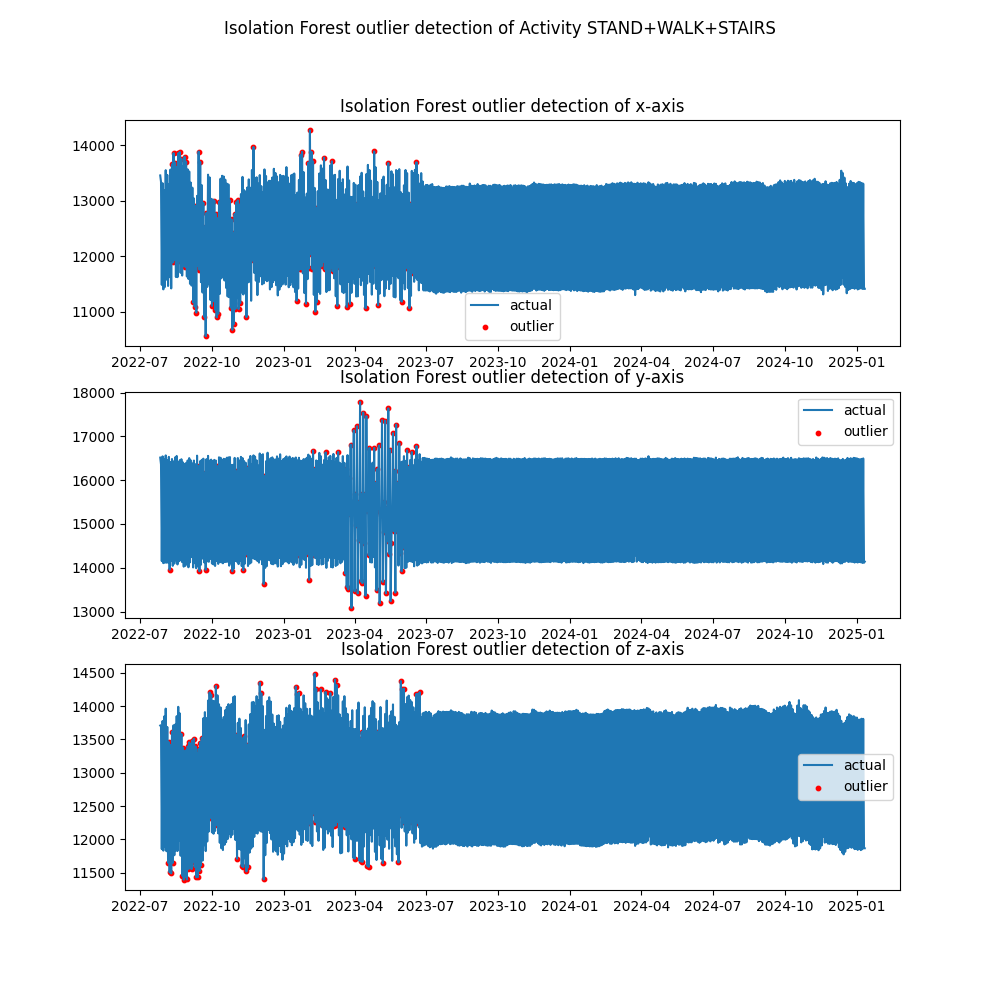 Isolation Forest outlier detection of Activity STAND+WALK+STAIRS
Isolation Forest outlier detection of x-axis
14000
13000
12000
11000
actual
outlier
2022-07 2022-10 2023-01 2023-04 2023-07 2023-10 2024-01 2024-04 2024-07 2024-10 2025-01
Isolation Forest outlier detection of y-axis
18000
17000
16000
15000
14000
13000
actual
outlier
2022-07 2022-10 2023-01 2023-04 2023-07 2023-10 2024-01 2024-04 2024-07 2024-10 2025-01
Isolation Forest outlier detection of z-axis
14500
14000
13500
13000
12500
12000
11500
actual
outlier
2022-07 2022-10 2023-01 2023-04 2023-07 2023-10 2024-01 2024-04 2024-07 2024-10 2025-01